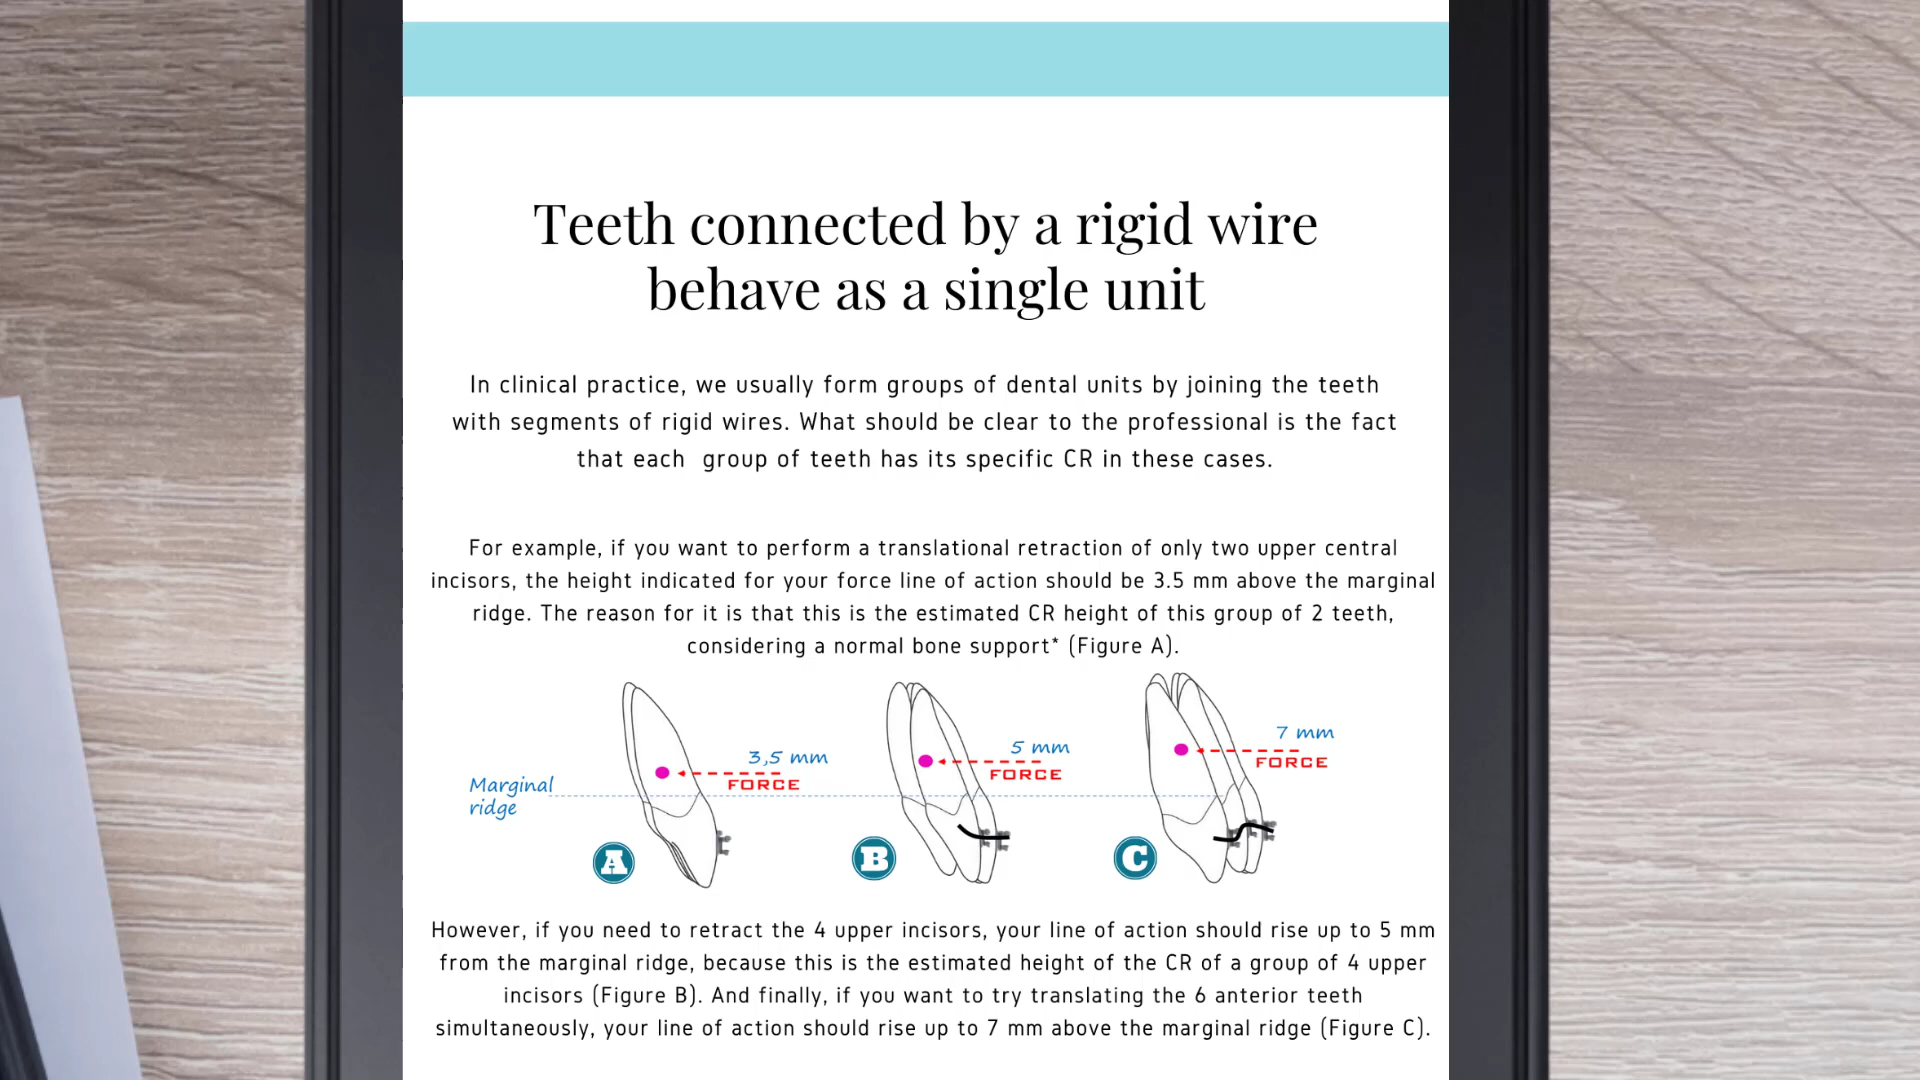 Teeth connected by a rigid wire
behave as a single unit
In clinical practice, we usually form groups of dental units by joining the teeth
with segments of rigid wires. What should be clear to the professional is the fact
that each group of teeth has its specific CR in these cases.
For example, if you want to perform a translational retraction of only two upper central
incisors, the height indicated for your force line of action should be 3.5 mm above the marginal
ridge. The reason for it is that this is the estimated CR height of this group of 2 teeth,
considering a normal bone support* (Figure A).
Marginal
ridge
3,5 mm
FORCE
A
5 mm
FORCE
B
7 mm
FORCE
C
However, if you need to retract the 4 upper incisors, your line of action should rise up to 5 mm
from the marginal ridge, because this is the estimated height of the CR of a group of 4 upper
incisors (Figure B). And finally, if you want to try translating the 6 anterior teeth
simultaneously, your line of action should rise up to 7 mm above the marginal ridge (Figure C).